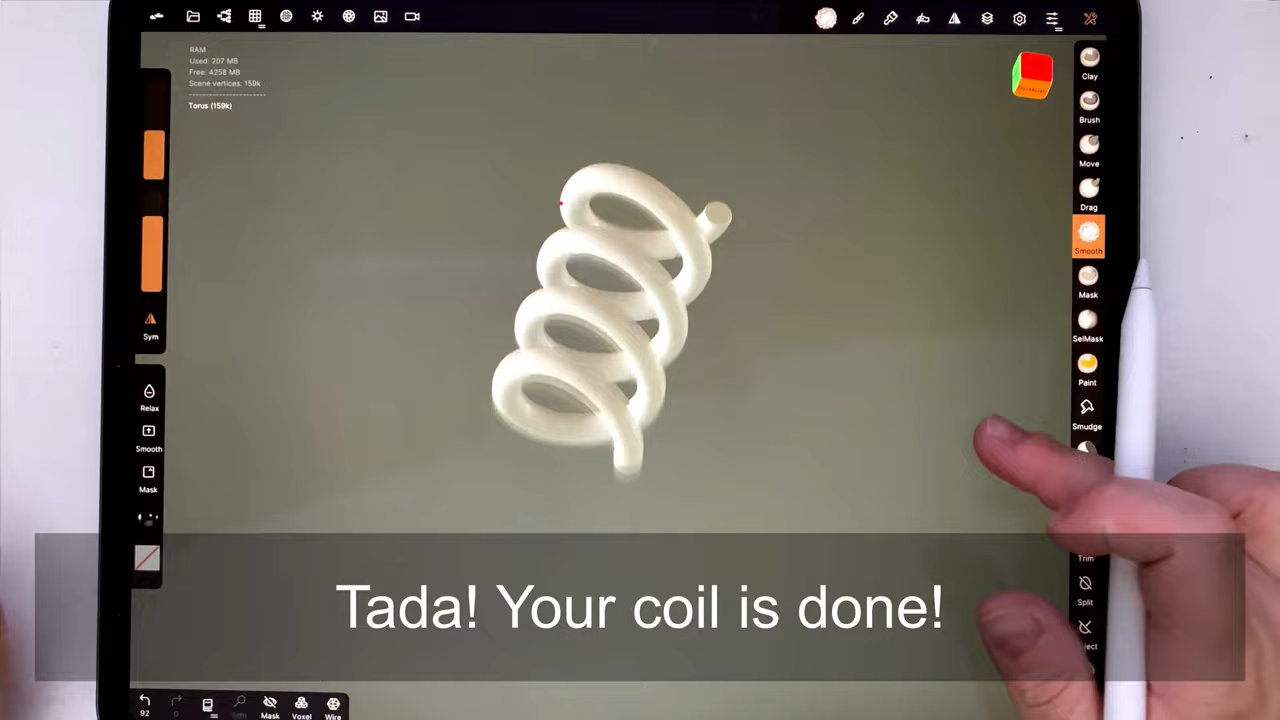 RAM
Used: 207 MB
Free: 4258 MB
Scene vertices: 159k
Torus (159k)
Clay
Brush
Move
Drag
Smooth
Mask
SelMask
Paint
Smudge
Trim
Split
Sym
Relax
Smooth
Mask
Tada! Your coil is done!
92
0
Mask
Voxel
Wire